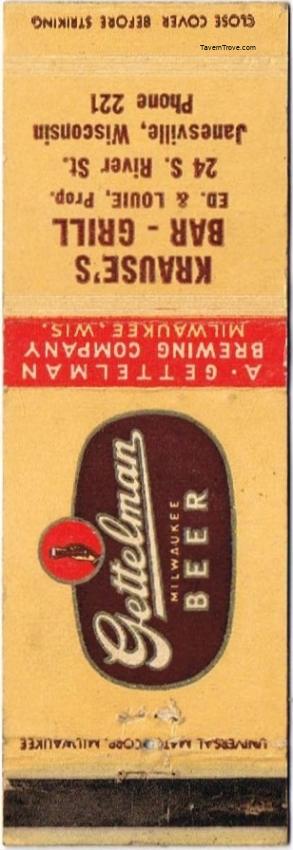 CLOSE COVER BEFORE STRIKING
TavernTrove.com
KRAUSE'S
BAR - GRILL
ED. & LOUIE, Prop.
24 S. River St.
Janesville, Wisconsin
Phone 221
A · GETTELMAN
BREWING COMPANY
MILWAUKEE, WIS.
Gettelman
MILWAUKEE
BEER
UNIVERSAL MATCH CORP. MILWAUKEE